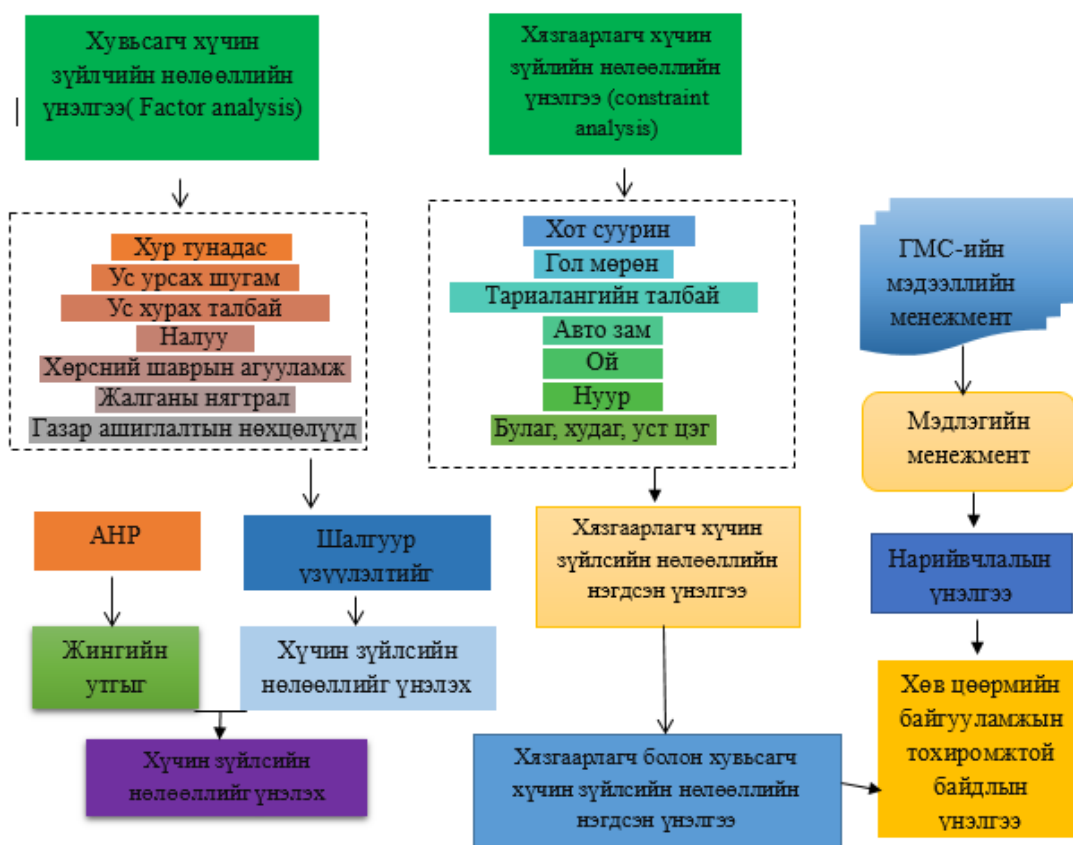 Хувьсагч хүчин
зүйлчийн нөлөөллийн
үнэлгээ( Factor analysis)
Хязгаарлагч хүчин
зүйлийн нөлөөллийн
үнэлгээ (constraint
analysis)
Хур тунадас
Ус урсах шугам
Ус хурах талбай
Налуу
Хөрсний шаврын агууламж
Жалганы нягтрал
Газар ашиглалтын нөхцөлүүд
Хот суурин
Гол мөрөн
Тариалангийн талбай
Авто зам
Ой
Нуур
Булаг, худаг, уст цэг
ГМС-ийн
мэдээллийн
менежмент
Мэдлэгийн
менежмент
АНР
Шалгуур
үзүүлэлтийг
Хязгаарлагч хүчин
зүйлсийн нөлөөллийн
нэгдсэн үнэлгээ
Нарийвчлалын
үнэлгээ
Жингийн
утгыг
Хүчин зүйлсийн
нөлөөллийг үнэлэх
Хүчин зүйлсийн
нөлөөллийг үнэлэх
Хязгаарлагч болон хувьсагч
хүчин зүйлсийн нөлөөллийн
нэгдсэн үнэлгээ
Хөв цөөрмийн
байгууламжын
тохиромжтой
байдлын
үнэлгээ